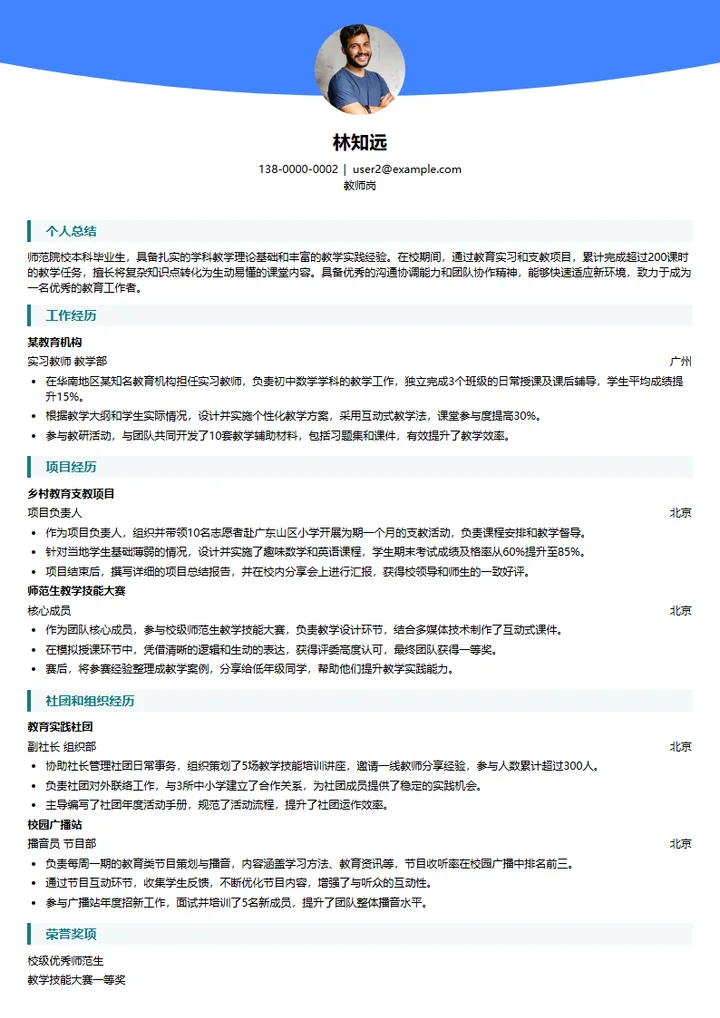 林知远
138-0000-0002 | user2@example.com
教师岗
个人总结
师范院校本科毕业生，具备扎实的学科教学理论基础和丰富的教学实践经验。在校期间，通过教育实习和支教项目，累计完成超过200课时
的教学任务，擅长将复杂知识点转化为生动易懂的课堂内容。具备优秀的沟通协调能力和团队协作精神，能够快速适应新环境，致力于成为
一名优秀的教育工作者。
工作经历
某教育机构
实习教师 教学部 广州
• 在华南地区某知名教育机构担任实习教师，负责初中数学学科的教学工作，独立完成3个班级的日常授课及课后辅导，学生平均成绩提
升15%。
• 根据教学大纲和学生实际情况，设计并实施个性化教学方案，采用互动式教学法，课堂参与度提高30%。
• 参与教研活动，与团队共同开发了10套教学辅助材料，包括习题集和课件，有效提升了教学效率。
项目经历
乡村教育支教项目
项目负责人 北京
• 作为项目负责人，组织并带领10名志愿者赴广东山区小学开展为期一个月的支教活动，负责课程安排和教学督导。
• 针对当地学生基础薄弱的情况，设计并实施了趣味数学和英语课程，学生期末考试成绩及格率从60%提升至85%。
• 项目结束后，撰写详细的项目总结报告，并在校内分享会上进行汇报，获得校领导和师生的一致好评。
师范生教学技能大赛
核心成员 北京
• 作为团队核心成员，参与校级师范生教学技能大赛，负责教学设计环节，结合多媒体技术制作了互动式课件。
• 在模拟授课环节中，凭借清晰的逻辑和生动的表达，获得评委高度认可，最终团队获得一等奖。
• 赛后，将参赛经验整理成教学案例，分享给低年级同学，帮助他们提升教学实践能力。
社团和组织经历
教育实践社团
副社长 组织部 北京
• 协助社长管理社团日常事务，组织策划了5场教学技能培训讲座，邀请一线教师分享经验，参与人数累计超过300人。
• 负责社团对外联络工作，与3所中小学建立了合作关系，为社团成员提供了稳定的实践机会。
• 主导编写了社团年度活动手册，规范了活动流程，提升了社团运作效率。
校园广播站
播音员 节目部 北京
• 负责每周一期的教育类节目策划与播音，内容涵盖学习方法、教育资讯等，节目收听率在校园广播中排名前三。
• 通过节目互动环节，收集学生反馈，不断优化节目内容，增强了与听众的互动性。
• 参与广播站年度招新工作，面试并培训了5名新成员，提升了团队整体播音水平。
荣誉奖项
校级优秀师范生
教学技能大赛一等奖